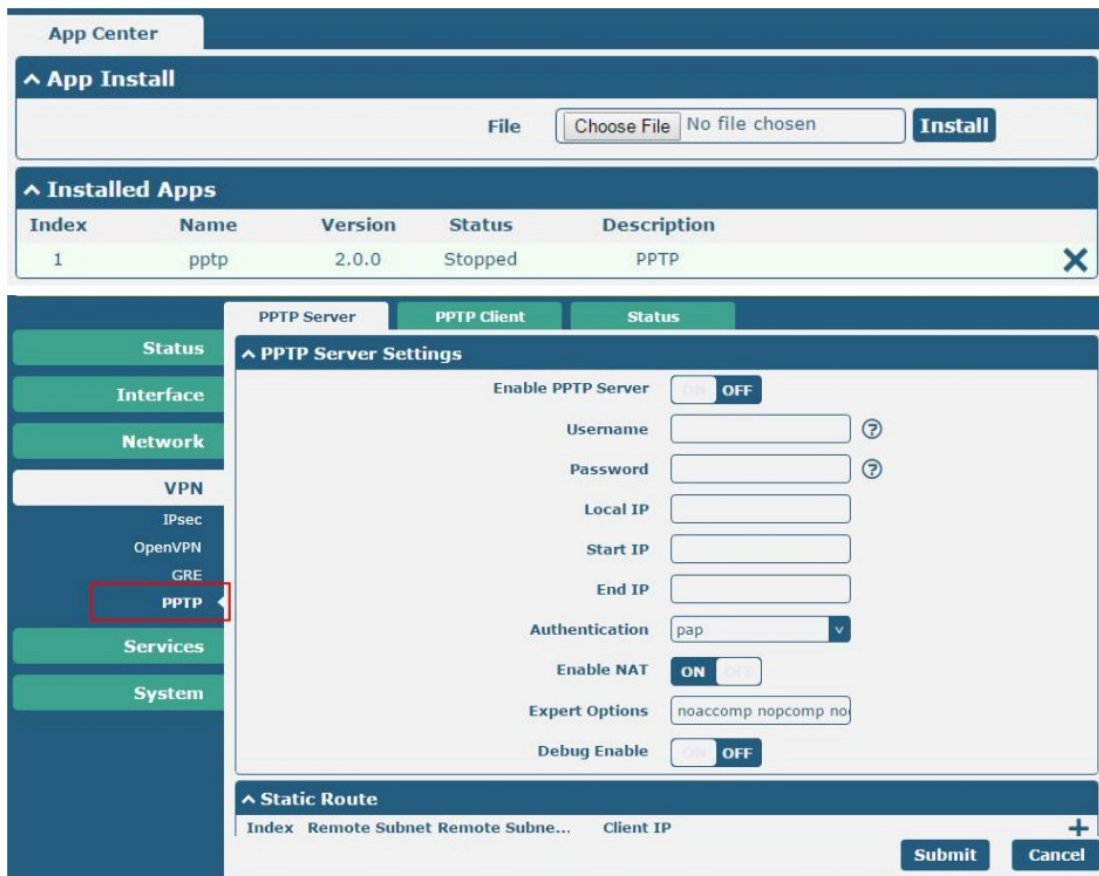 App Center
App Install
File Choose File No file chosen Install
Installed Apps
Index Name Version Status Description
1 pptp 2.0.0 Stopped PPTP
PPTP Server PPTP Client Status
Status
Interface
Network
VPN
IPsec
OpenVPN
GRE
PPTP
Services
System
PPTP Server Settings
Enable PPTP Server ON OFF
Username
Password
Local IP
Start IP
End IP
Authentication pap
Enable NAT ON OFF
Expert Options noaccomp nopcomp
Debug Enable ON OFF
Static Route
Index Remote Subnet Remote Subne... Client IP
Submit Cancel